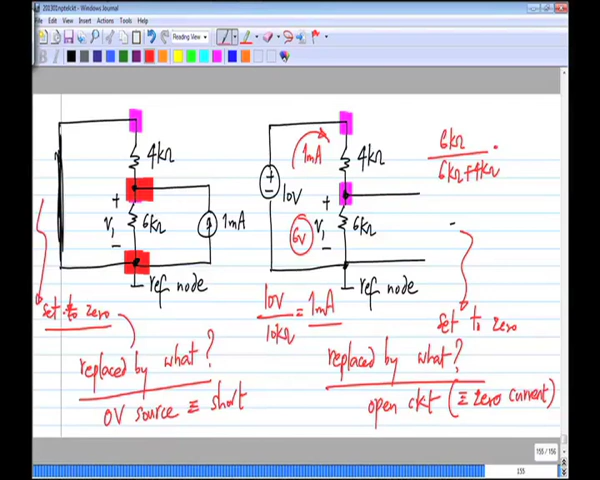 201301nptelckt - Windows Journal
File Edit View Insert Actions Tools Help
Reading View
B I
4kΩ
+
V₁
−
6kΩ
1mA
ref node
set to zero
replaced by what?
0V source ≡ short
1mA
4kΩ
+
−
10V
+
6V V₁
−
6kΩ
ref node
10V/10kΩ = 1mA
6kΩ/6kΩ+4kΩ ·
set to zero
replaced by what?
open ckt (≡ zero current)
155 / 156
155